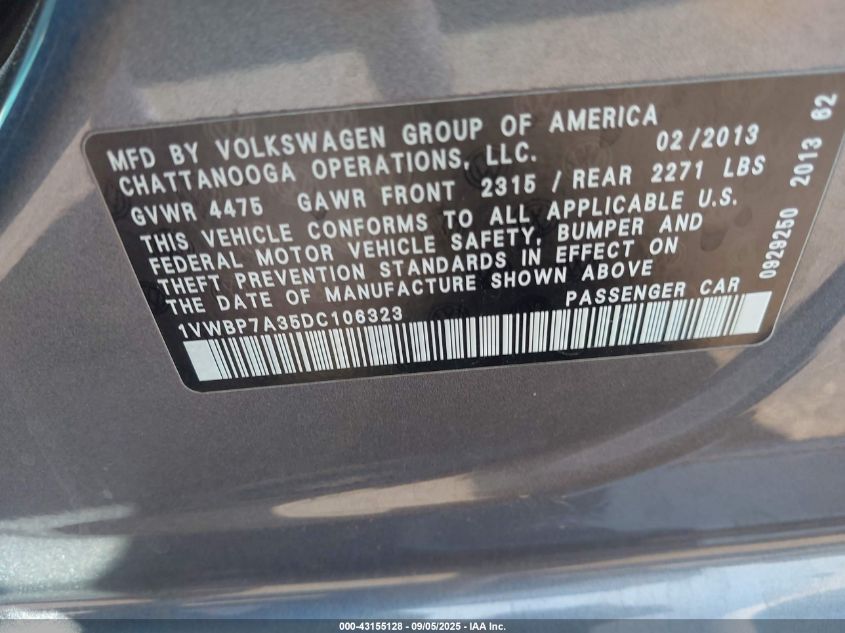 MFD BY VOLKSWAGEN GROUP OF AMERICA
CHATTANOOGA OPERATIONS, LLC. 02/2013
GVWR 4475 GAWR FRONT 2315 / REAR 2271 LBS
THIS VEHICLE CONFORMS TO ALL APPLICABLE U.S.
FEDERAL MOTOR VEHICLE SAFETY, BUMPER AND
THEFT PREVENTION STANDARDS IN EFFECT ON
THE DATE OF MANUFACTURE SHOWN ABOVE
1VWBP7A35DC106323 PASSENGER CAR
0929250 2013 62
000-43155128 - 09/05/2025 - IAA Inc.